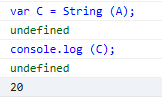 var C = String (A);
undefined
console.log (C);
undefined
20